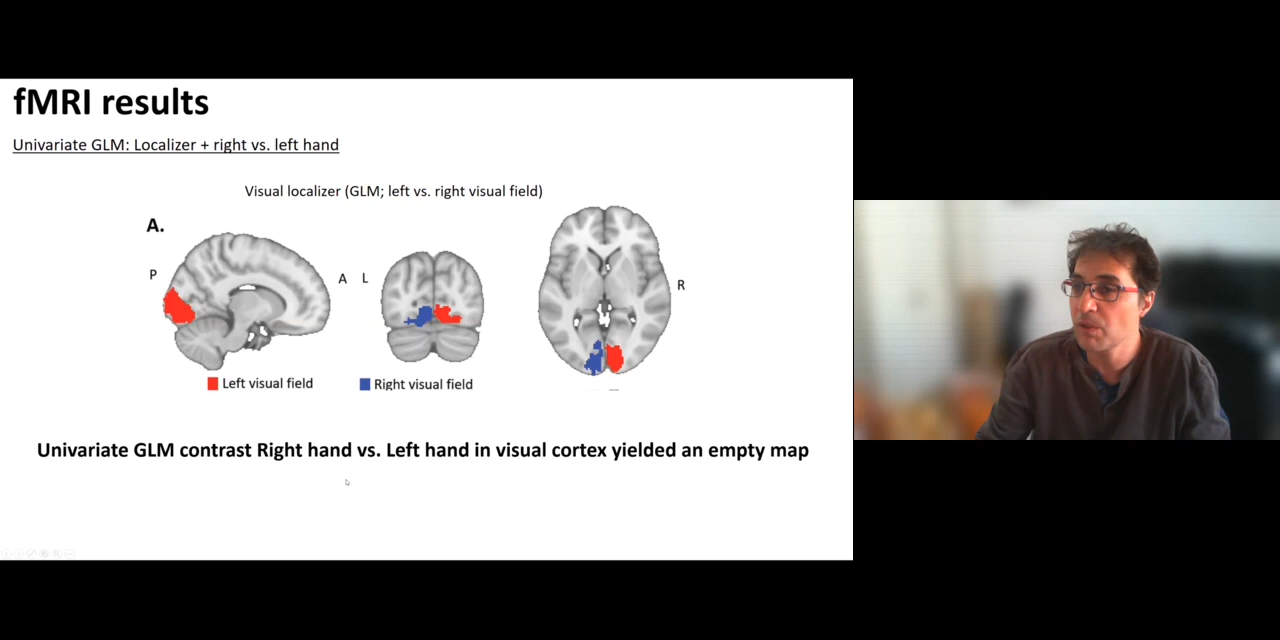 fMRI results
Univariate GLM: Localizer + right vs. left hand
Visual localizer (GLM; left vs. right visual field)
A.
P
A
L
R
Left visual field
Right visual field
Univariate GLM contrast Right hand vs. Left hand in visual cortex yielded an empty map